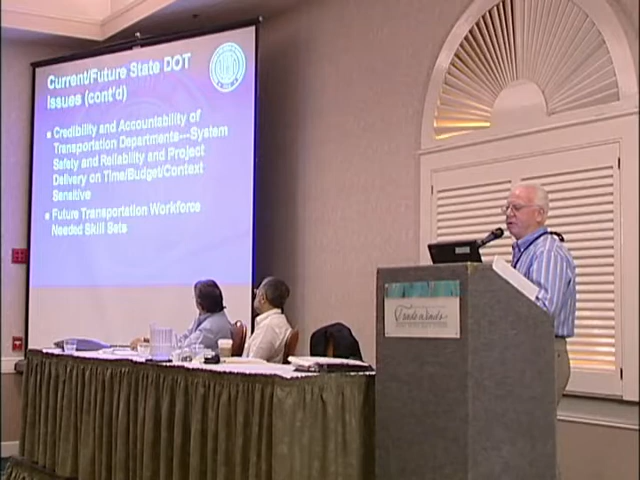 Current/Future State DOT
Issues (cont'd)
Credibility and Accountability of
Transportation Departments---System
Safety and Reliability and Project
Delivery on Time/Budget/Context
Sensitive
Future Transportation Workforce
Needed Skill Sets
TradeWinds